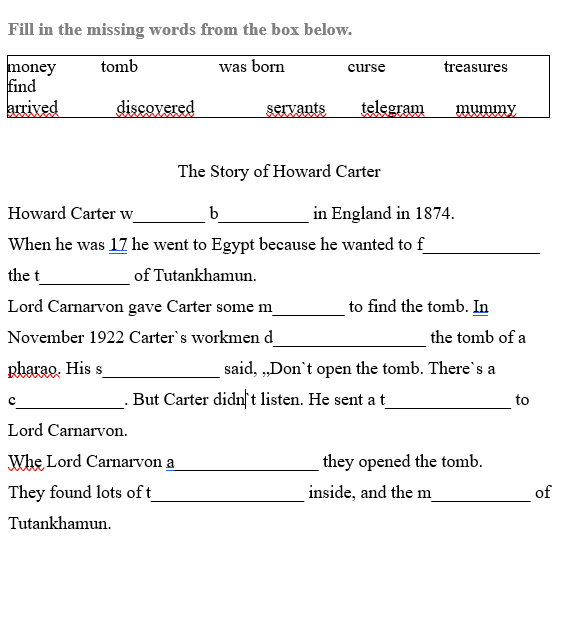 Fill in the missing words from the box below.
money tomb was born curse treasures
find
arrived discovered servants telegram mummy
The Story of Howard Carter
Howard Carter w________ b__________ in England in 1874.
When he was 17 he went to Egypt because he wanted to f_____________
the t__________ of Tutankhamun.
Lord Carnarvon gave Carter some m________ to find the tomb. In
November 1922 Carter`s workmen d_________________ the tomb of a
pharao. His s_____________ said, „Don`t open the tomb. There`s a
c____________. But Carter didn`t listen. He sent a t______________ to
Lord Carnarvon.
Whe Lord Carnarvon a________________ they opened the tomb.
They found lots of t_________________ inside, and the m___________ of
Tutankhamun.